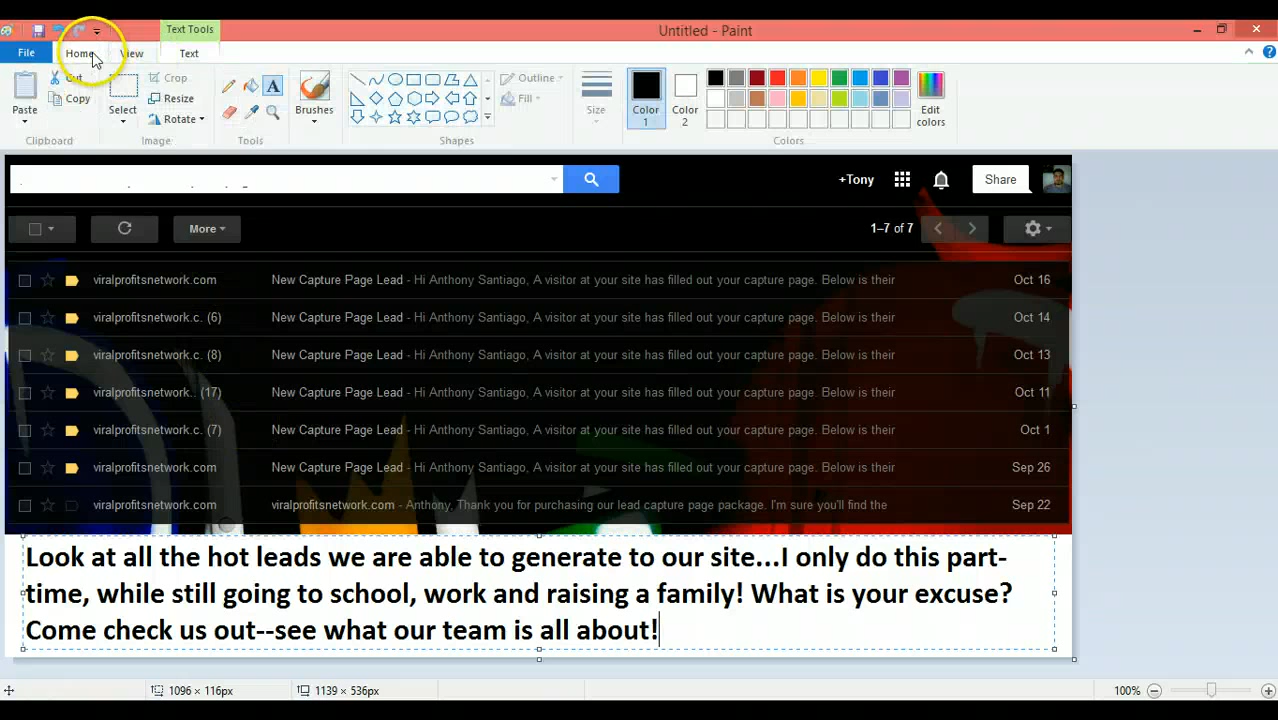 Text Tools
Untitled - Paint
File Home View Text
Paste
Cut
Copy
Clipboard
Select
Crop
Resize
Rotate
Image
Tools
Brushes
Shapes
Outline
Fill
Size
Color 1
Color 2
Edit colors
Colors
+Tony
Share
More
1–7 of 7
viralprofitsnetwork.com New Capture Page Lead - Hi Anthony Santiago, A visitor at your site has filled out your capture page. Below is their Oct 16
viralprofitsnetwork.c. (6) New Capture Page Lead - Hi Anthony Santiago, A visitor at your site has filled out your capture page. Below is their Oct 14
viralprofitsnetwork.c. (8) New Capture Page Lead - Hi Anthony Santiago, A visitor at your site has filled out your capture page. Below is their Oct 13
viralprofitsnetwork.. (17) New Capture Page Lead - Hi Anthony Santiago, A visitor at your site has filled out your capture page. Below is their Oct 11
viralprofitsnetwork.c. (7) New Capture Page Lead - Hi Anthony Santiago, A visitor at your site has filled out your capture page. Below is their Oct 1
viralprofitsnetwork.com New Capture Page Lead - Hi Anthony Santiago, A visitor at your site has filled out your capture page. Below is their Sep 26
viralprofitsnetwork.com viralprofitsnetwork.com - Anthony, Thank you for purchasing our lead capture page package. I'm sure you'll find the Sep 22
Look at all the hot leads we are able to generate to our site...I only do this part-
time, while still going to school, work and raising a family! What is your excuse?
Come check us out--see what our team is all about!
1096 × 116px
1139 × 536px
100%